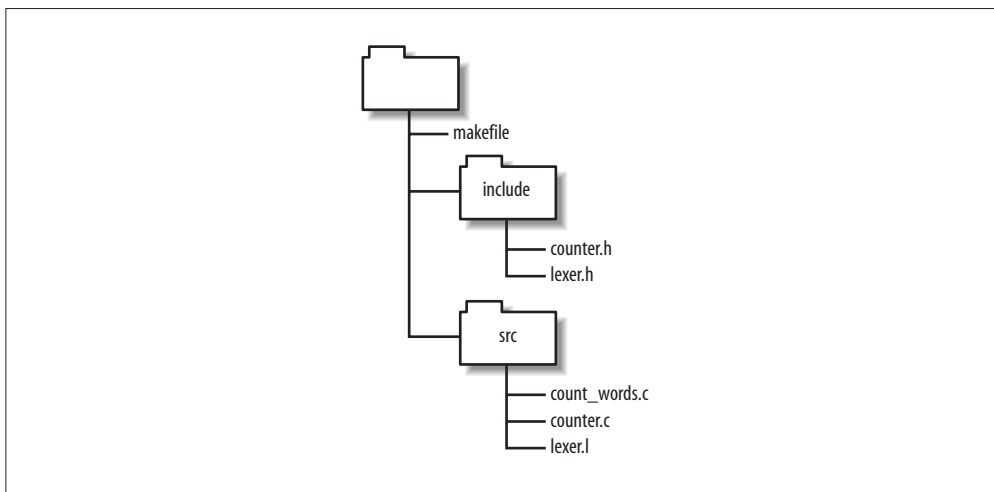 makefile
include
counter.h
lexer.h
src
count_words.c
counter.c
lexer.l